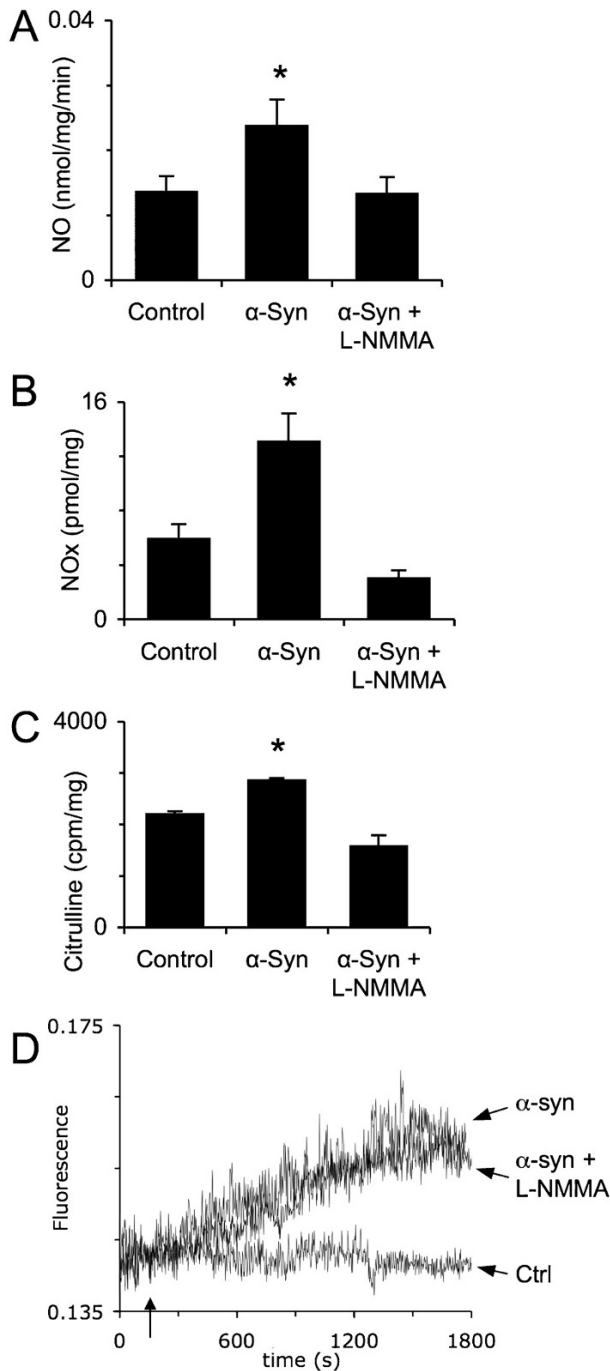 A
0.04
NO (nmol/mg/min)
*
0
Control
α-Syn
α-Syn +
L-NMMA
B
16
NOx (pmol/mg)
*
0
Control
α-Syn
α-Syn +
L-NMMA
C
4000
Citrulline (cpm/mg)
*
0
Control
α-Syn
α-Syn +
L-NMMA
D
0.175
Fluorescence
α-syn
α-syn +
L-NMMA
Ctrl
0.135
0 600 1200 1800
time (s)